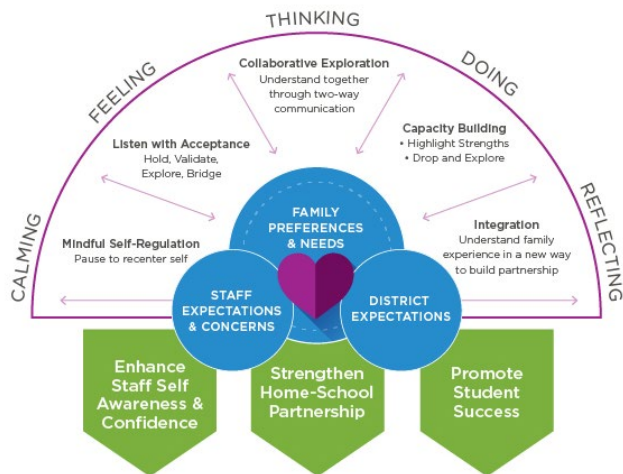 THINKING
FEELING
DOING
CALMING
REFLECTING
Collaborative Exploration
Understand together
through two-way
communication
Listen with Acceptance
Hold, Validate,
Explore, Bridge
Capacity Building
• Highlight Strengths
• Drop and Explore
Mindful Self-Regulation
Pause to recenter self
Integration
Understand family
experience in a new way
to build partnership
FAMILY
PREFERENCES
& NEEDS
STAFF
EXPECTATIONS
& CONCERNS
DISTRICT
EXPECTATIONS
Enhance
Staff Self
Awareness &
Confidence
Strengthen
Home-School
Partnership
Promote
Student
Success